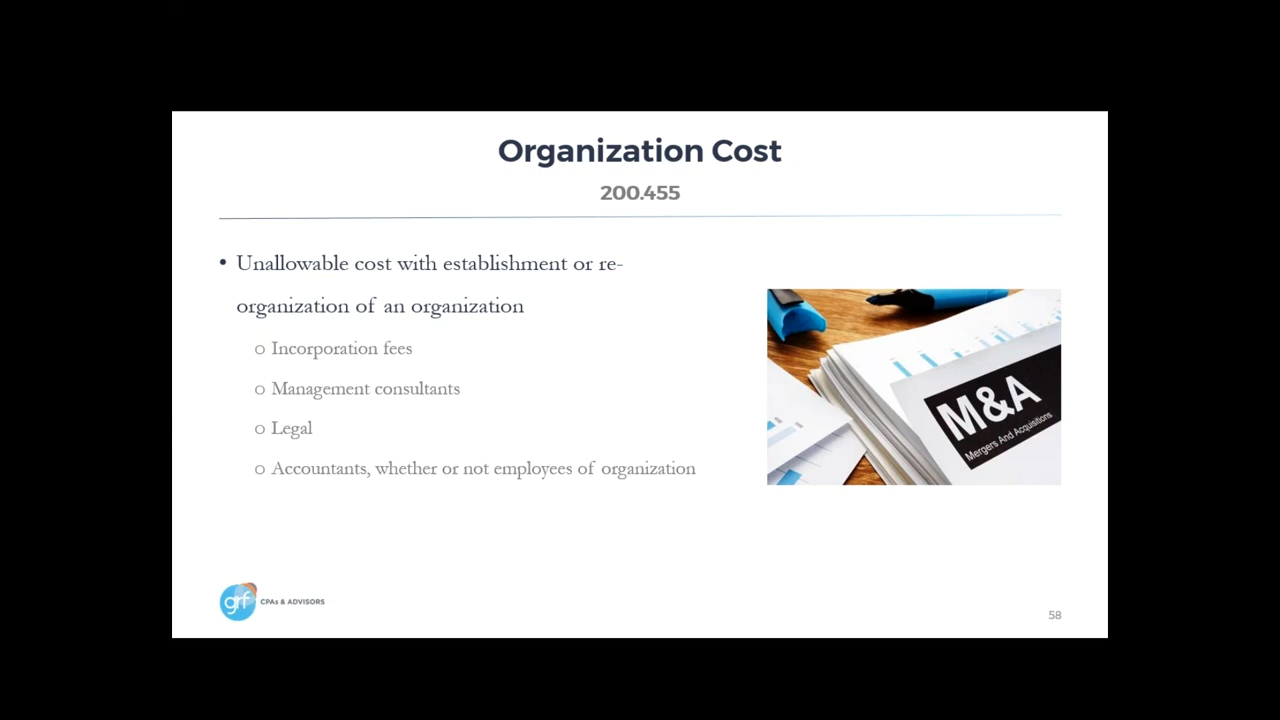 Organization Cost
200.455
• Unallowable cost with establishment or re-
organization of an organization
o Incorporation fees
o Management consultants
o Legal
o Accountants, whether or not employees of organization
M&A
Mergers And Acquisitions
grf CPAs & ADVISORS
58